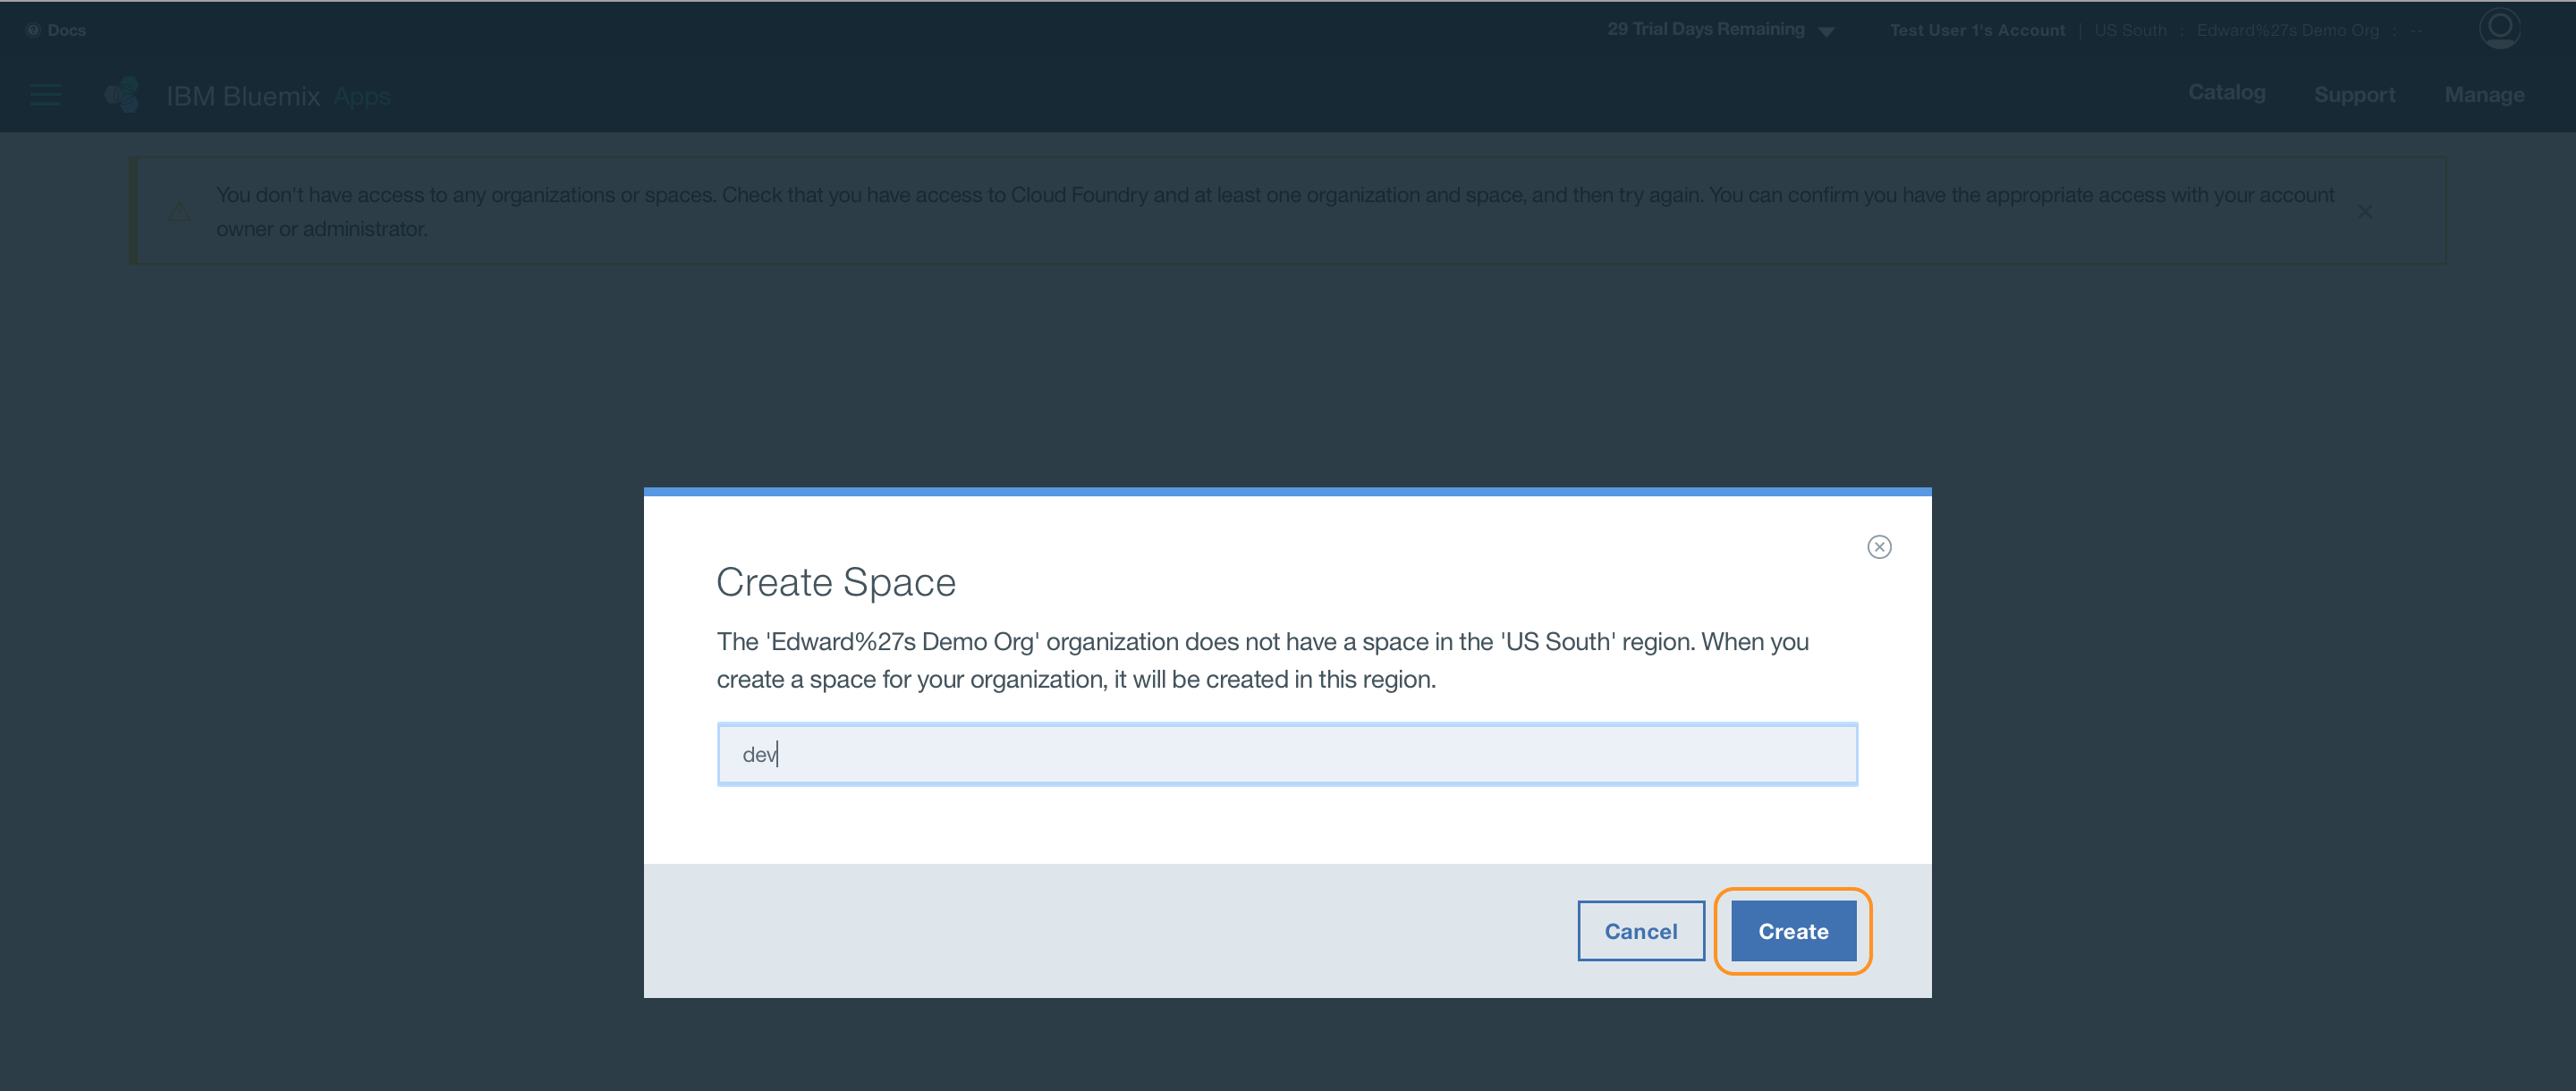 Docs
29 Trial Days Remaining
Test User 1's Account | US South : Edward%27s Demo Org : --
IBM Bluemix Apps
Catalog
Support
Manage
You don't have access to any organizations or spaces. Check that you have access to Cloud Foundry and at least one organization and space, and then try again. You can confirm you have the appropriate access with your account
owner or administrator.
Create Space
The 'Edward%27s Demo Org' organization does not have a space in the 'US South' region. When you
create a space for your organization, it will be created in this region.
dev
Cancel
Create